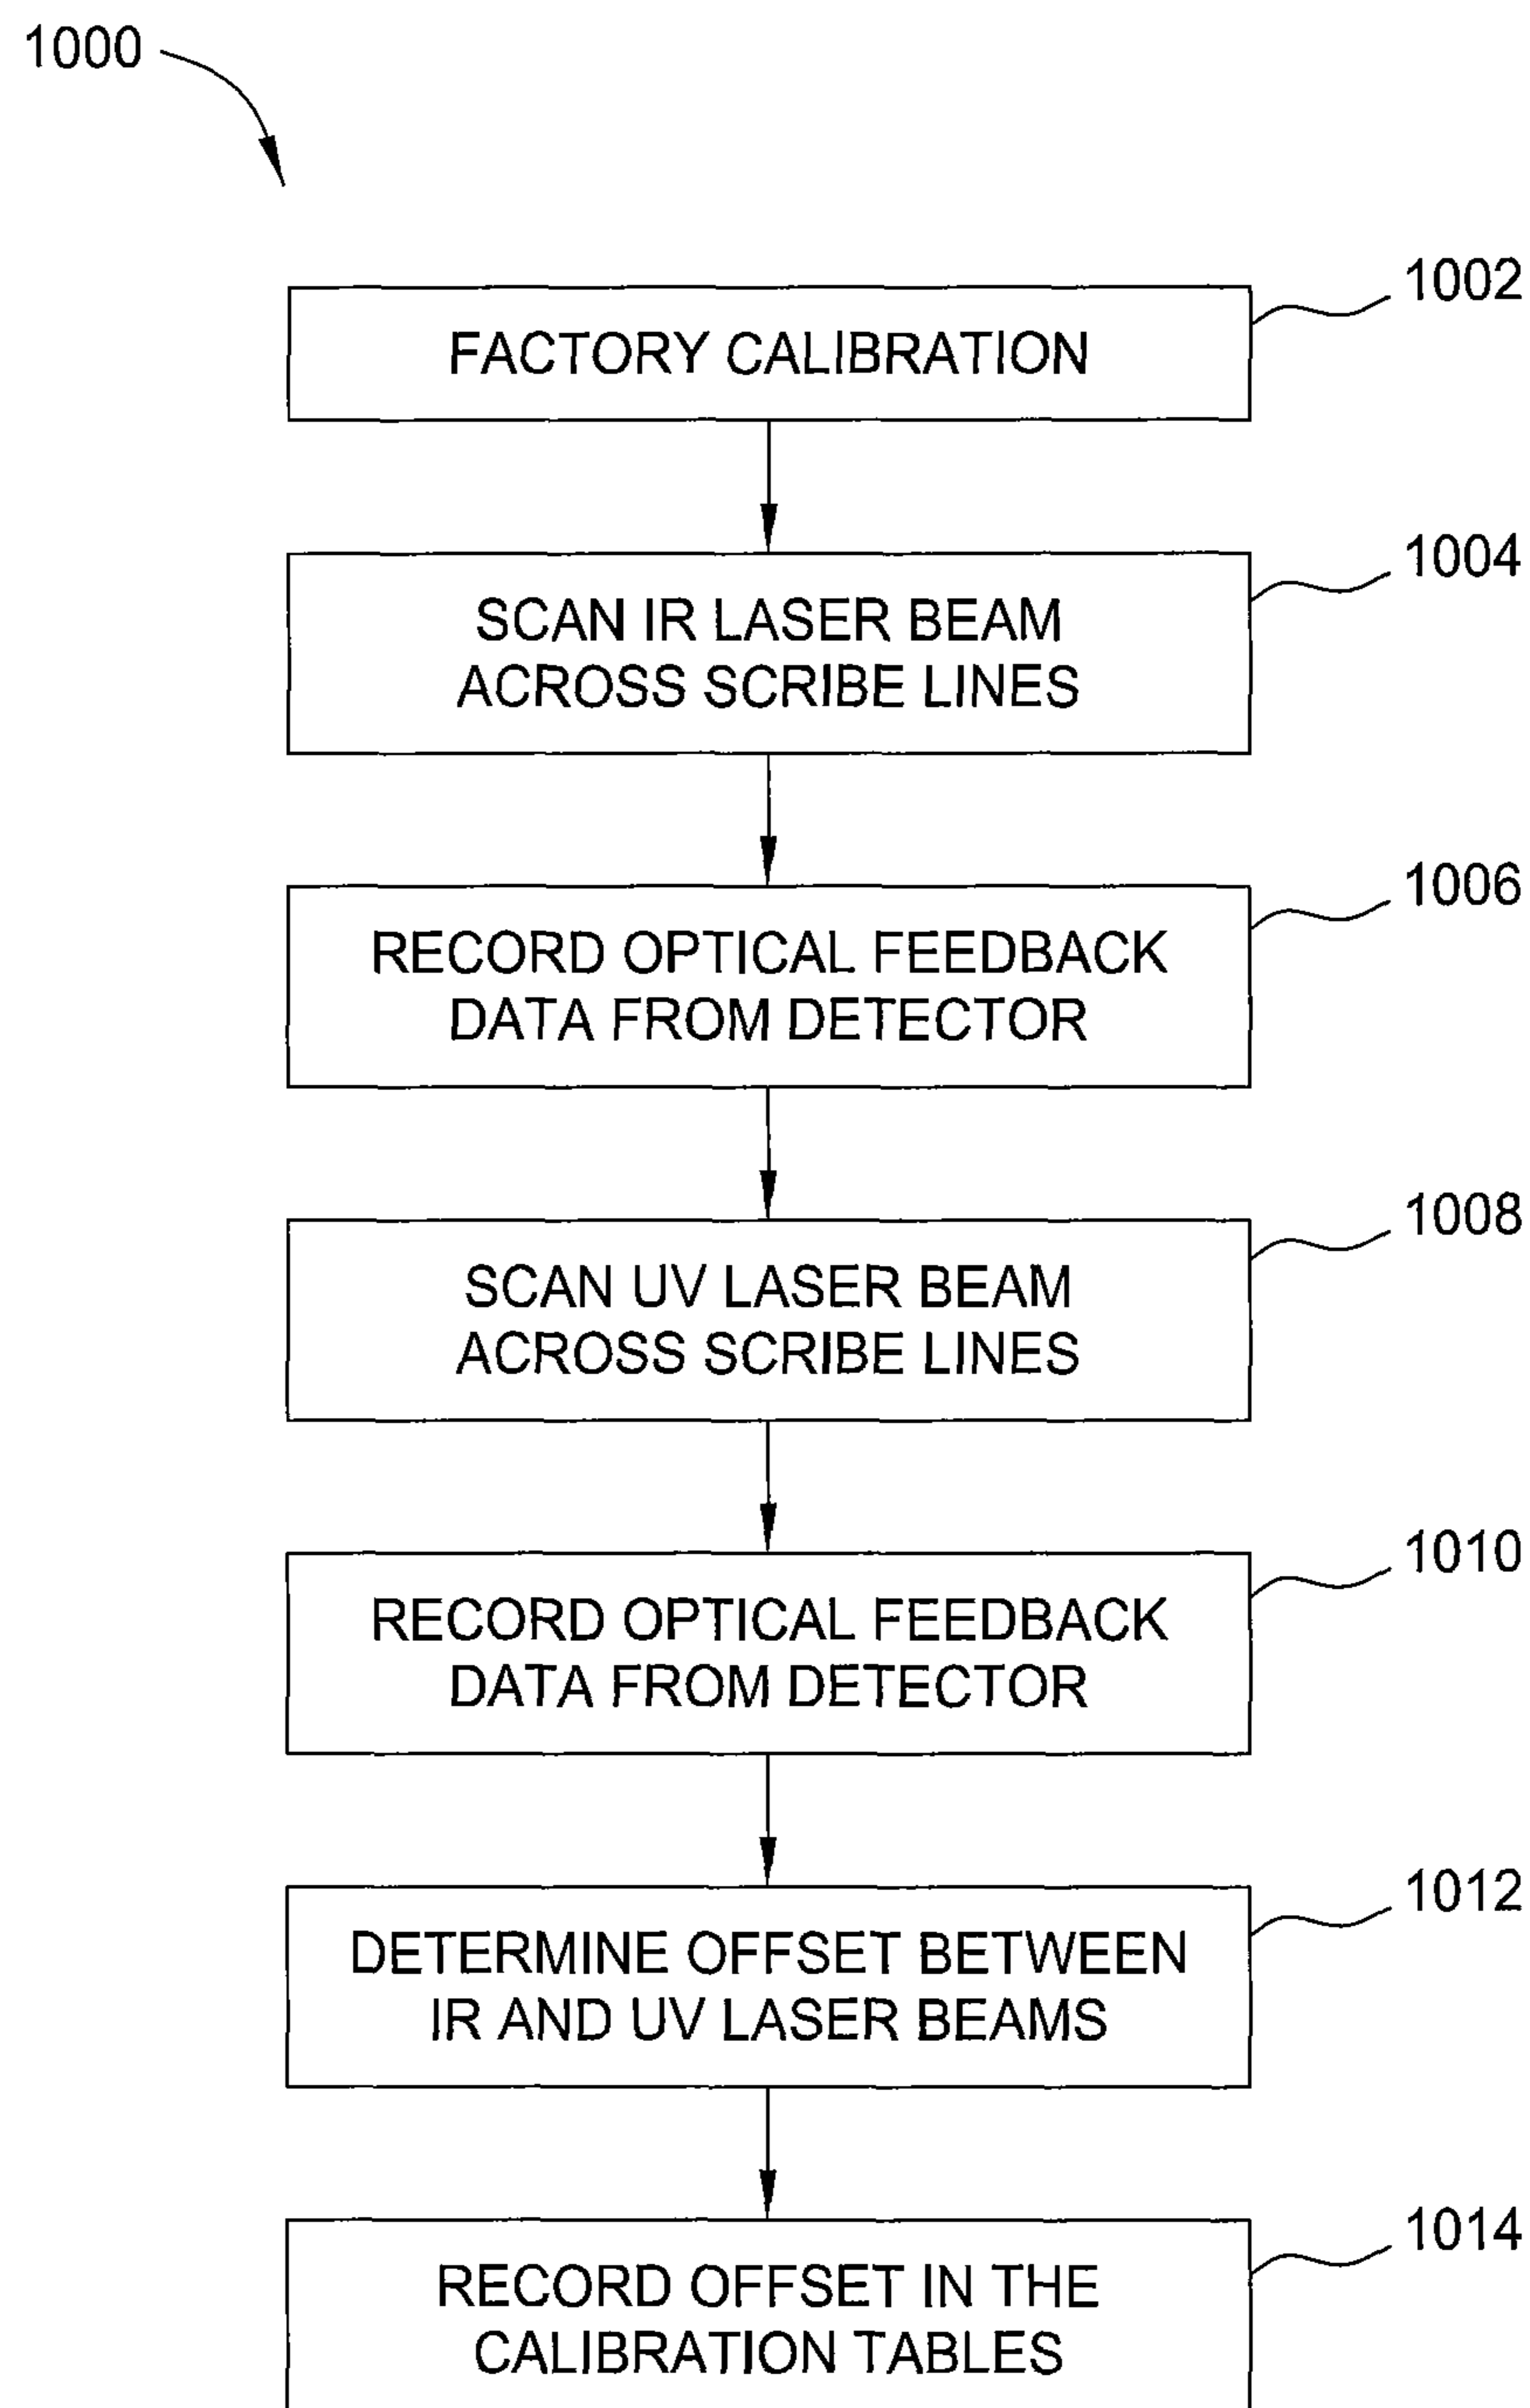 1000
1002
FACTORY CALIBRATION
1004
SCAN IR LASER BEAM
ACROSS SCRIBE LINES
1006
RECORD OPTICAL FEEDBACK
DATA FROM DETECTOR
1008
SCAN UV LASER BEAM
ACROSS SCRIBE LINES
1010
RECORD OPTICAL FEEDBACK
DATA FROM DETECTOR
1012
DETERMINE OFFSET BETWEEN
IR AND UV LASER BEAMS
1014
RECORD OFFSET IN THE
CALIBRATION TABLES